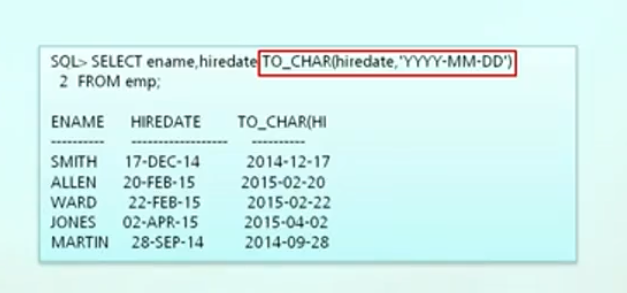 SQL> SELECT ename,hiredate TO_CHAR(hiredate,'YYYY-MM-DD')
2 FROM emp;
ENAME HIREDATE TO_CHAR(HI
---------- ------------------ ----------
SMITH 17-DEC-14 2014-12-17
ALLEN 20-FEB-15 2015-02-20
WARD 22-FEB-15 2015-02-22
JONES 02-APR-15 2015-04-02
MARTIN 28-SEP-14 2014-09-28